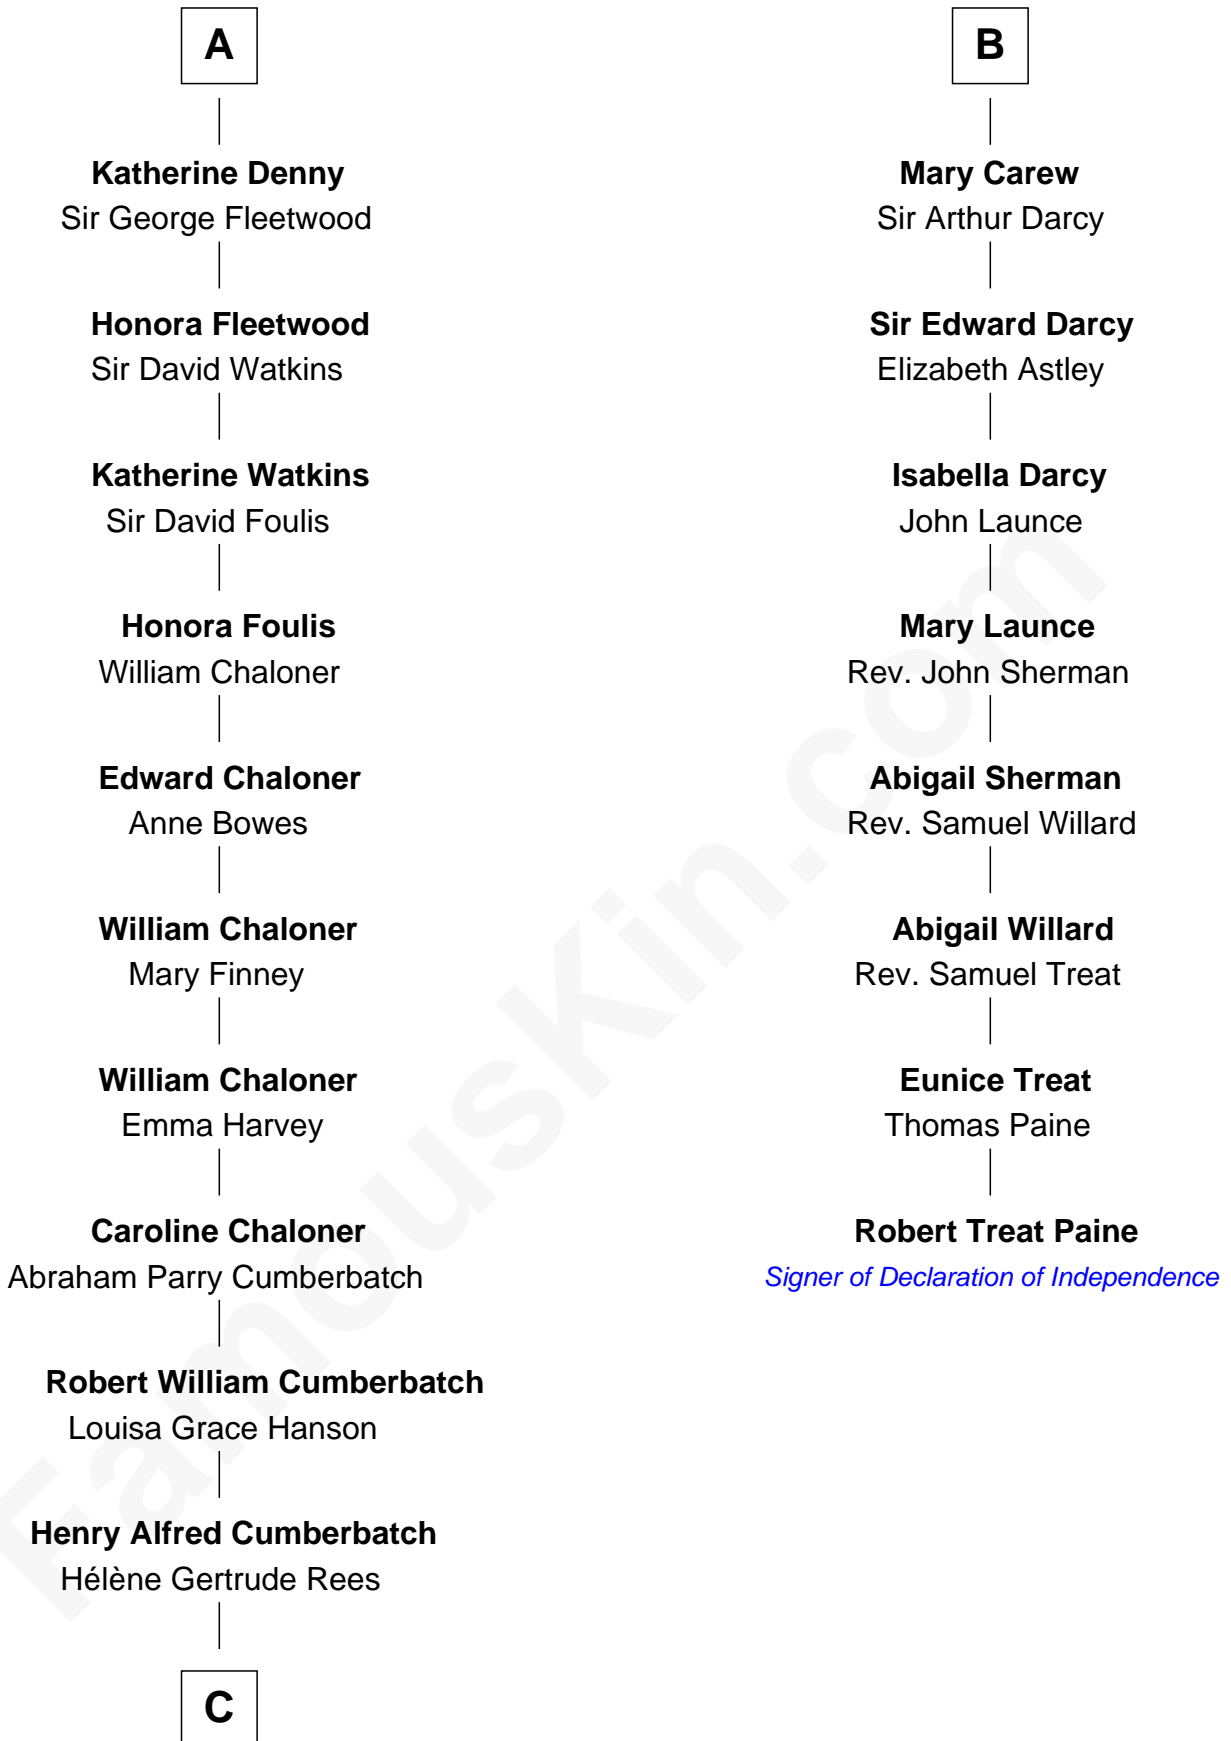 A
Katherine Denny
Sir George Fleetwood
Honora Fleetwood
Sir David Watkins
Katherine Watkins
Sir David Foulis
Honora Foulis
William Chaloner
Edward Chaloner
Anne Bowes
William Chaloner
Mary Finney
William Chaloner
Emma Harvey
Caroline Chaloner
Abraham Parry Cumberbatch
Robert William Cumberbatch
Louisa Grace Hanson
Henry Alfred Cumberbatch
Hélène Gertrude Rees
C
B
Mary Carew
Sir Arthur Darcy
Sir Edward Darcy
Elizabeth Astley
Isabella Darcy
John Launce
Mary Launce
Rev. John Sherman
Abigail Sherman
Rev. Samuel Willard
Abigail Willard
Rev. Samuel Treat
Eunice Treat
Thomas Paine
Robert Treat Paine
Signer of Declaration of Independence
FamousKin.com